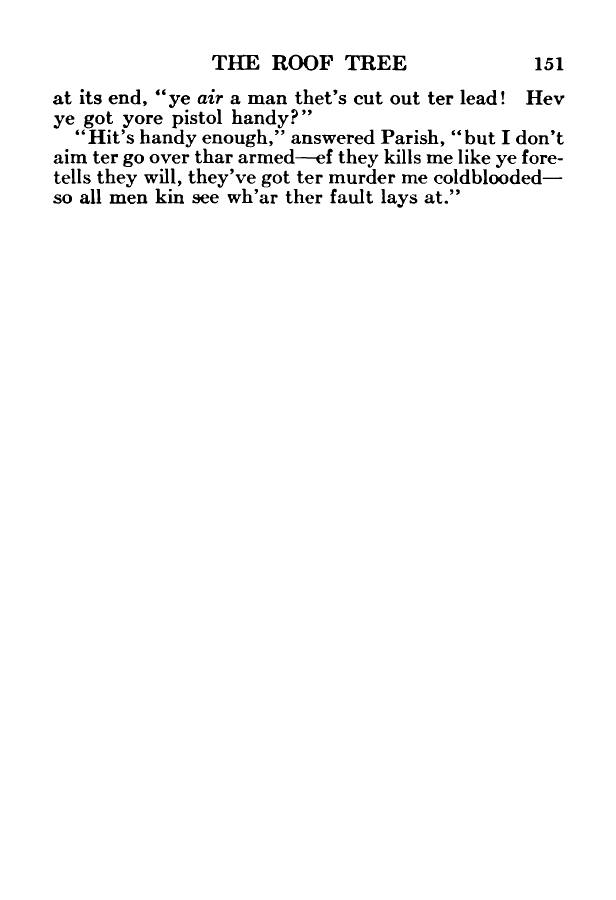 THE ROOF TREE 151
at its end, “ye air a man thet’s cut out ter lead! Hev
ye got yore pistol handy?”
“Hit’s handy enough,” answered Parish, “but I don’t
aim ter go over thar armed—ef they kills me like ye fore-
tells they will, they’ve got ter murder me coldblooded—
so all men kin see wh’ar ther fault lays at.”